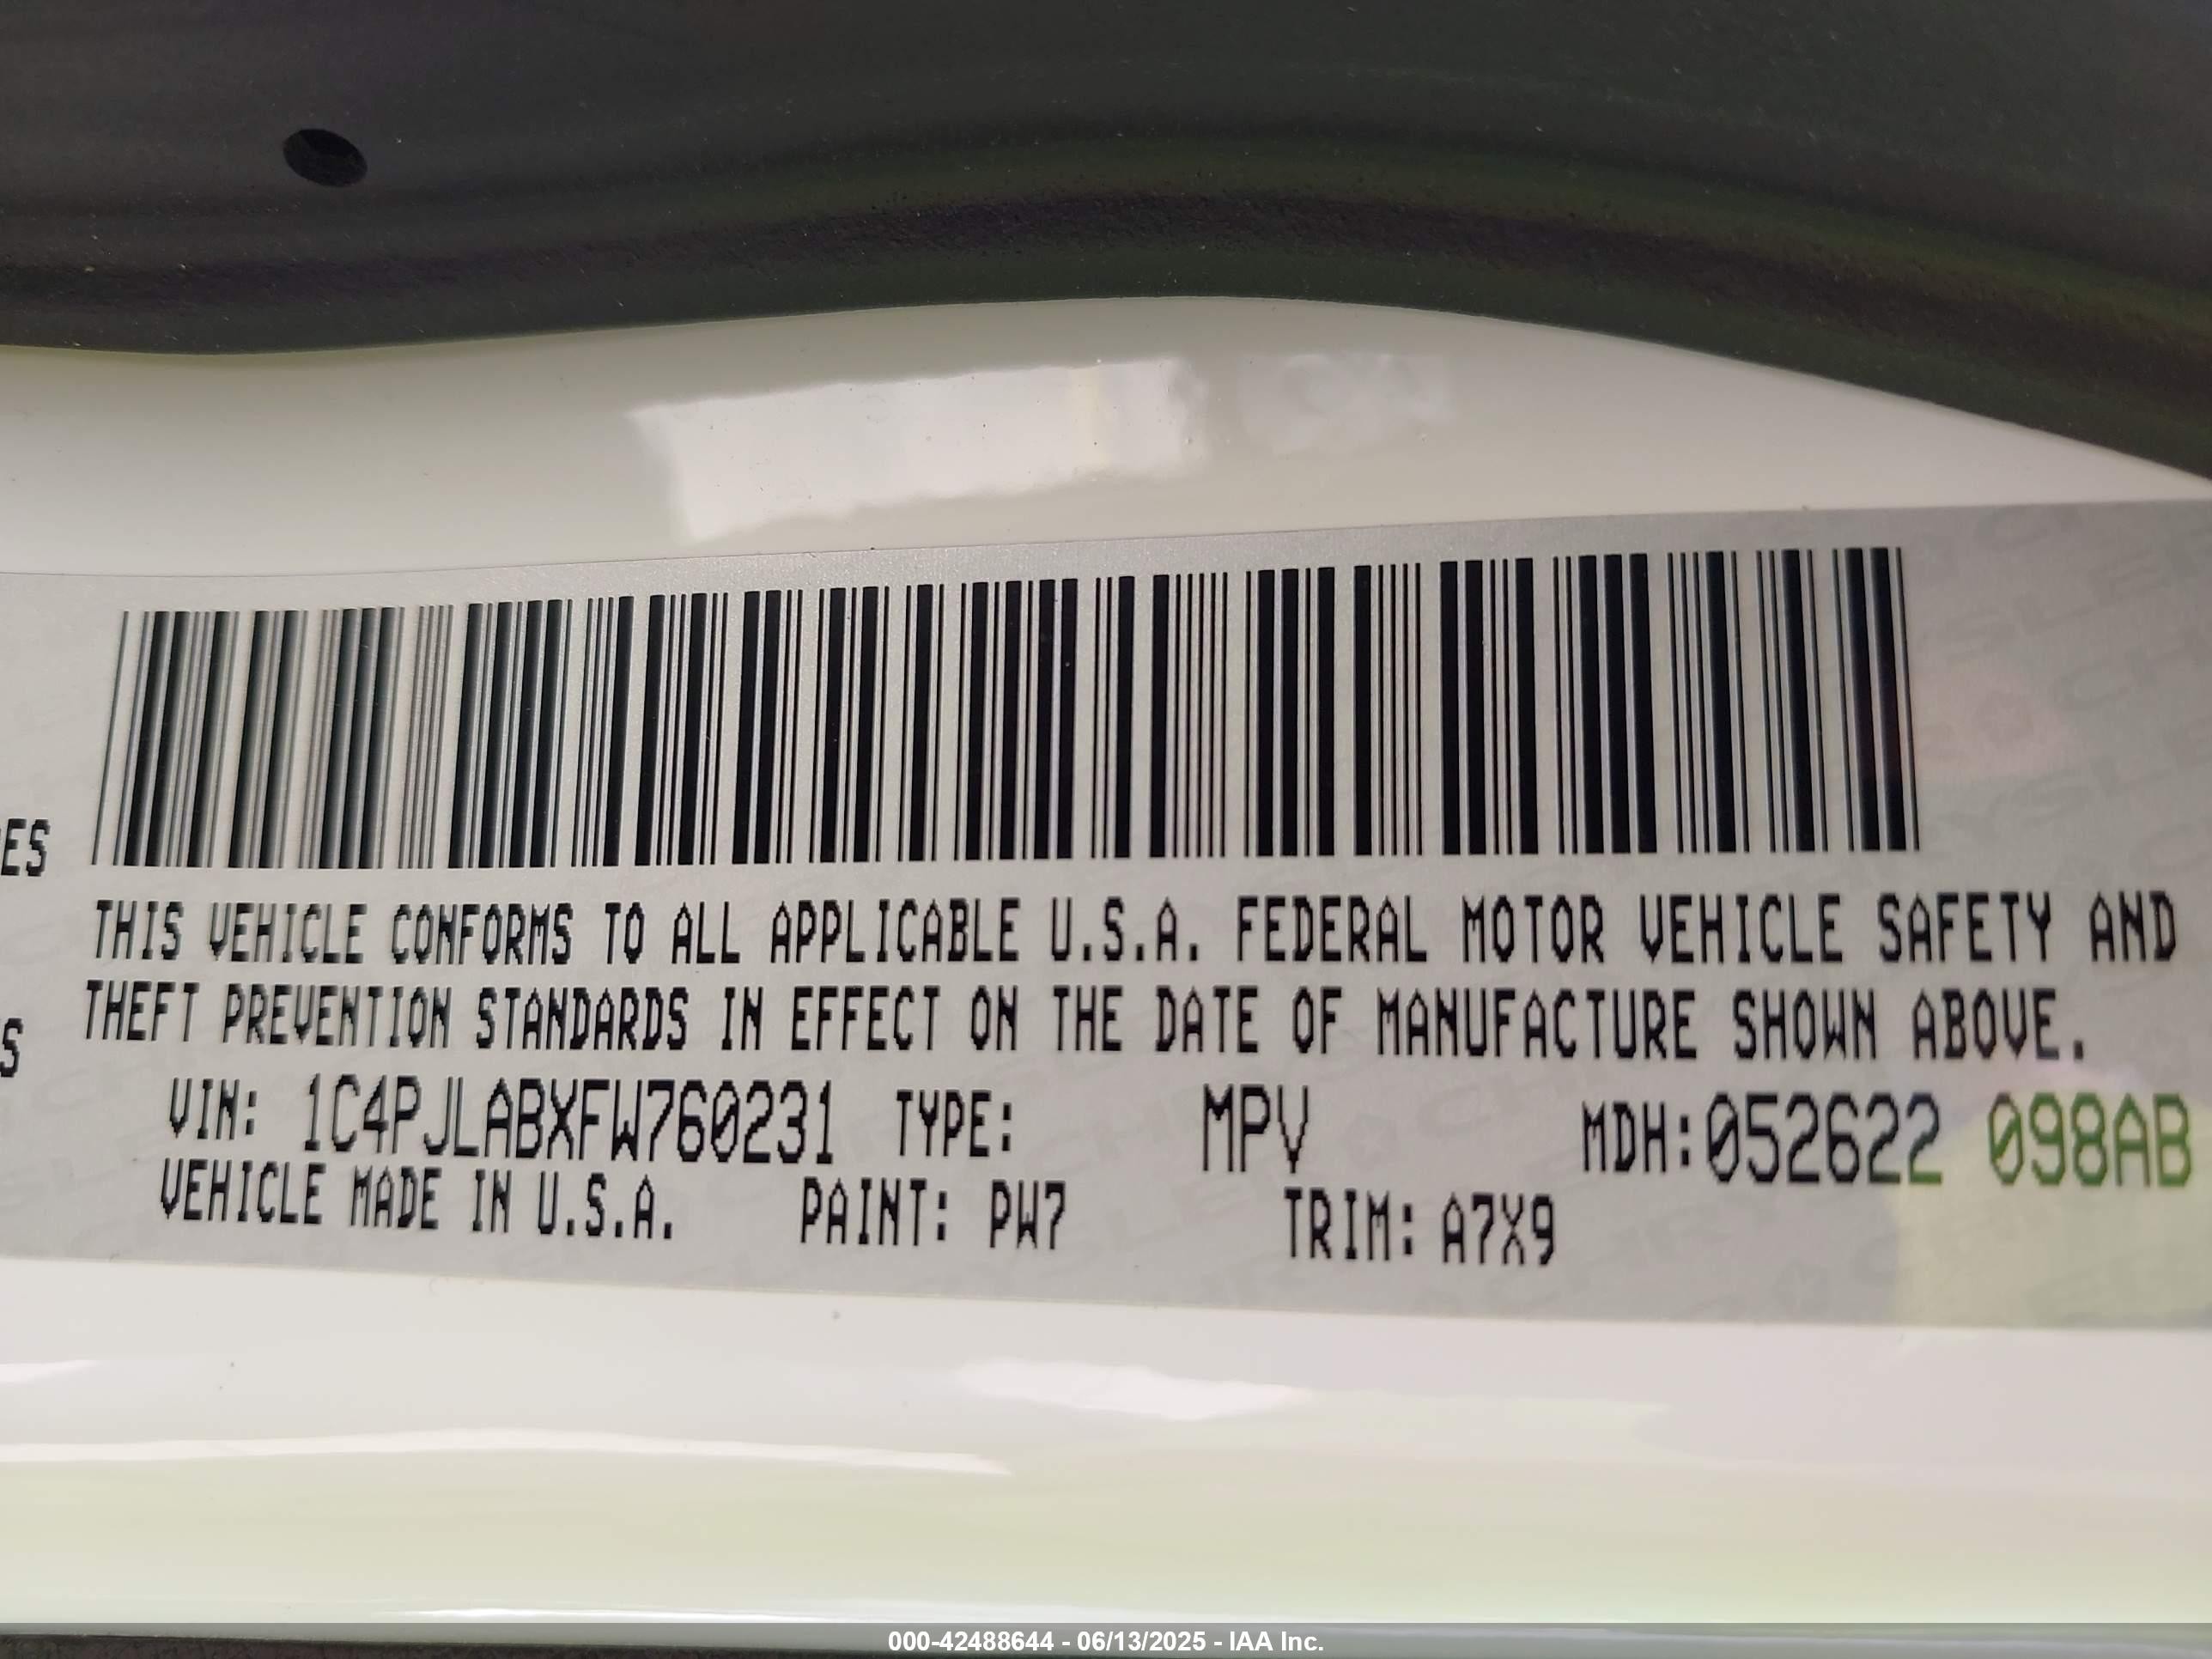 ES
THIS VEHICLE CONFORMS TO ALL APPLICABLE U.S.A. FEDERAL MOTOR VEHICLE SAFETY AND
THEFT PREVENTION STANDARDS IN EFFECT ON THE DATE OF MANUFACTURE SHOWN ABOVE.
S
VIN: 1C4PJLABXFW760231 TYPE: MPV MDH:052622 098AB
VEHICLE MADE IN U.S.A. PAINT: PW7 TRIM: A7X9
000-42488644 - 06/13/2025 - IAA Inc.